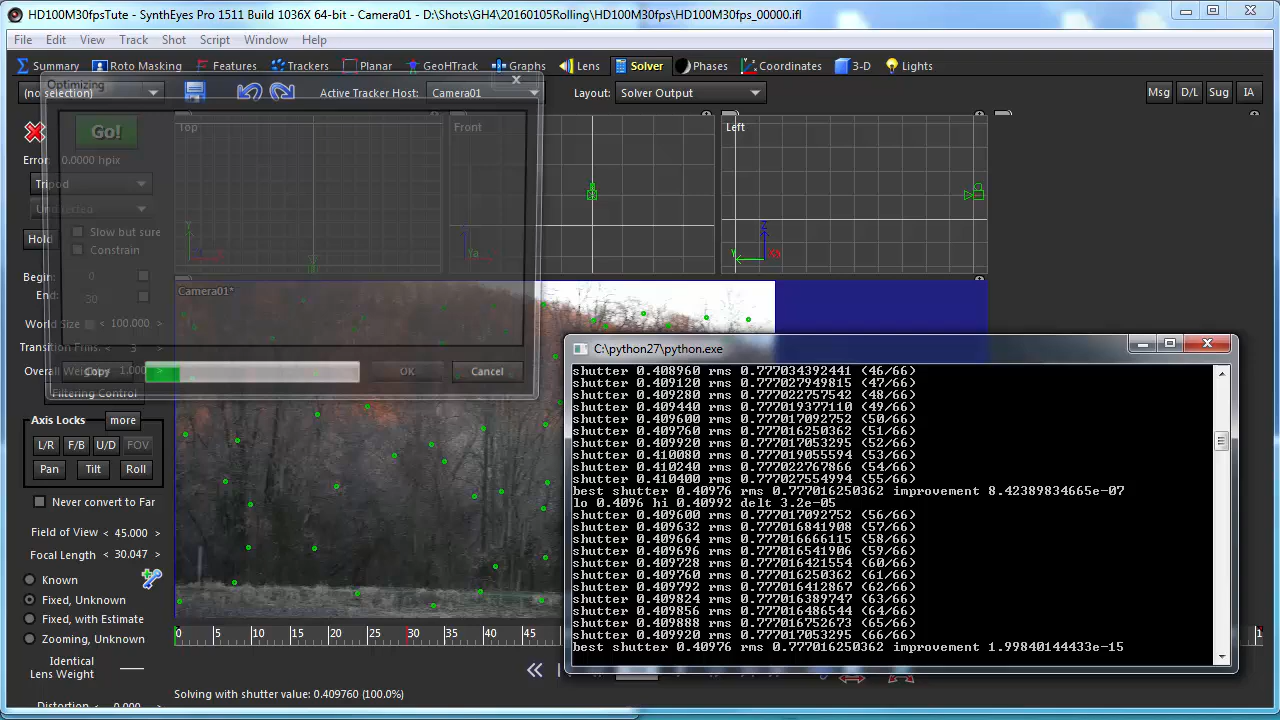 HD100M30fpsTute - SynthEyes Pro 1511 Build 1036X 64-bit - Camera01 - D:\Shots\GH4\20160105Rolling\HD100M30fps\HD100M30fps_00000.ifl
File Edit View Track Shot Script Window Help
Summary Roto Masking Features Trackers Planar GeoHTrack Graphs Lens Solver Phases Coordinates 3-D Lights
Optimizing
(no selection) Active Tracker Host: Camera01 Layout: Solver Output Msg D/L Sug IA
Go! Top Front Left
Error: 0.0000 hpix
Tripod
Undirected
Hold
Slow but sure
Constrain
Begin: 0
End: 30
Camera01*
World Size < 100.000 >
Transition Frms. < 3 >
Overall Weight < 1.000 >
Copy OK Cancel
Filtering Control
Axis Locks more
L/R F/B U/D FOV
Pan Tilt Roll
Never convert to Far
Field of View < 45.000 >
Focal Length < 30.047 >
Known
Fixed, Unknown
Fixed, with Estimate
Zooming, Unknown
Identical
Lens Weight
Distortion < 0.000 >
0 5 10 15 20 25 30 35 40 45 50
1
Solving with shutter value: 0.409760 (100.0%)
C:\python27\python.exe
shutter 0.408960 rms 0.777034392441 (46/66)
shutter 0.409120 rms 0.777027949815 (47/66)
shutter 0.409280 rms 0.777022757542 (48/66)
shutter 0.409440 rms 0.777019377110 (49/66)
shutter 0.409600 rms 0.777017092752 (50/66)
shutter 0.409760 rms 0.777016250362 (51/66)
shutter 0.409920 rms 0.777017053295 (52/66)
shutter 0.410080 rms 0.777019055594 (53/66)
shutter 0.410240 rms 0.777022767866 (54/66)
shutter 0.410400 rms 0.777027554994 (55/66)
best shutter 0.40976 rms 0.777016250362 improvement 8.42389834665e-07
lo 0.4096 hi 0.40992 delt 3.2e-05
shutter 0.409600 rms 0.777017092752 (56/66)
shutter 0.409632 rms 0.777016841908 (57/66)
shutter 0.409664 rms 0.777016666115 (58/66)
shutter 0.409696 rms 0.777016541906 (59/66)
shutter 0.409728 rms 0.777016421554 (60/66)
shutter 0.409760 rms 0.777016250362 (61/66)
shutter 0.409792 rms 0.777016412861 (62/66)
shutter 0.409824 rms 0.777016389747 (63/66)
shutter 0.409856 rms 0.777016486544 (64/66)
shutter 0.409888 rms 0.777016752673 (65/66)
shutter 0.409920 rms 0.777017053295 (66/66)
best shutter 0.40976 rms 0.777016250362 improvement 1.99840144433e-15